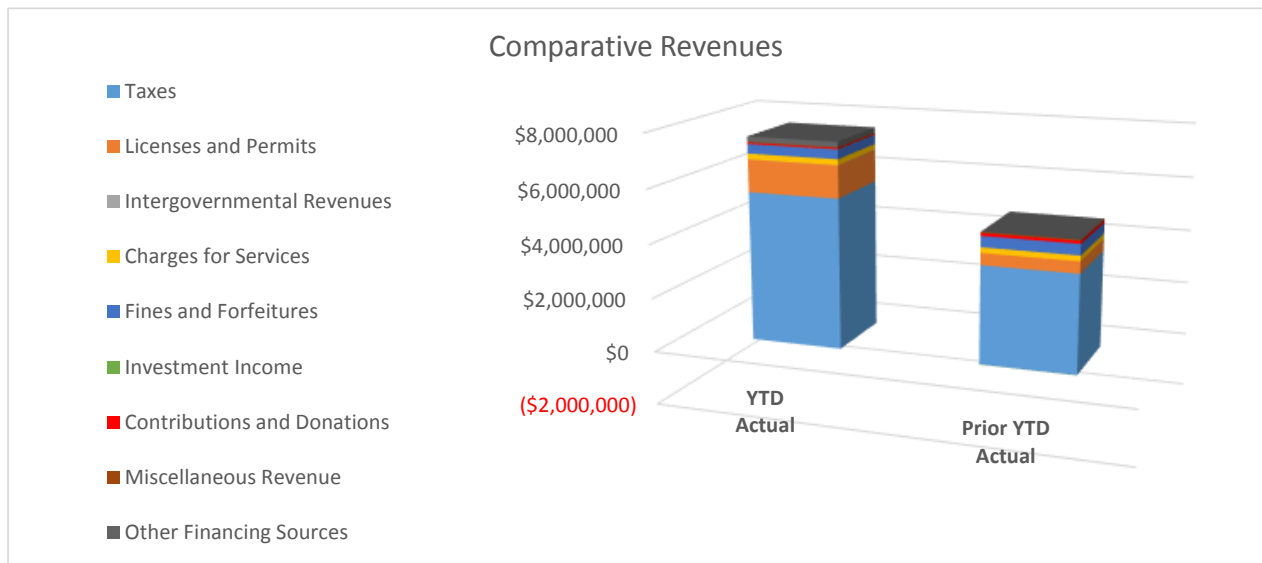 Comparative Revenues
Taxes
Licenses and Permits
Intergovernmental Revenues
Charges for Services
Fines and Forfeitures
Investment Income
Contributions and Donations
Miscellaneous Revenue
Other Financing Sources
$8,000,000
$6,000,000
$4,000,000
$2,000,000
$0
($2,000,000)
YTD
Actual
Prior YTD
Actual